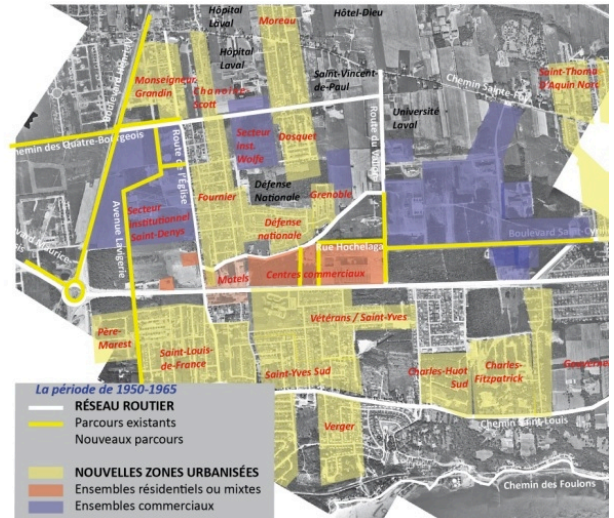 Hôpital
Laval
Moreau
Hôtel-Dieu
Hôpital
Laval
Monseigneur
Grandin
Chanoine
Scott
Saint-Vincent-
de-Paul
Chemin Sainte-Foy
Saint-Thomas
D'Aquin Nord
Université
Laval
Chemin des Quatre-Bourgeois
Route de l'Église
Secteur
Inst.
Wolfe
Dosquet
Route du Vallon
Fournier
Défense
Nationale
Grenoble
Avenue Lavigerie
Secteur
Institutionnel
Saint-Denys
Défense
nationale
Boulevard Saint-Cyrille
Rue Hochelaga
Motels
Centres commerciaux
Père-
Marest
Vétérans / Saint-Yves
Saint-Louis-
de-France
Saint-Yves Sud
Charles-Huot
Sud
Charles-
Fitzpatrick
Verger
Chemin Saint-Louis
Chemin des Foulons
La période de 1950-1965
RÉSEAU ROUTIER
Parcours existants
Nouveaux parcours
NOUVELLES ZONES URBANISÉES
Ensembles résidentiels ou mixtes
Ensembles commerciaux